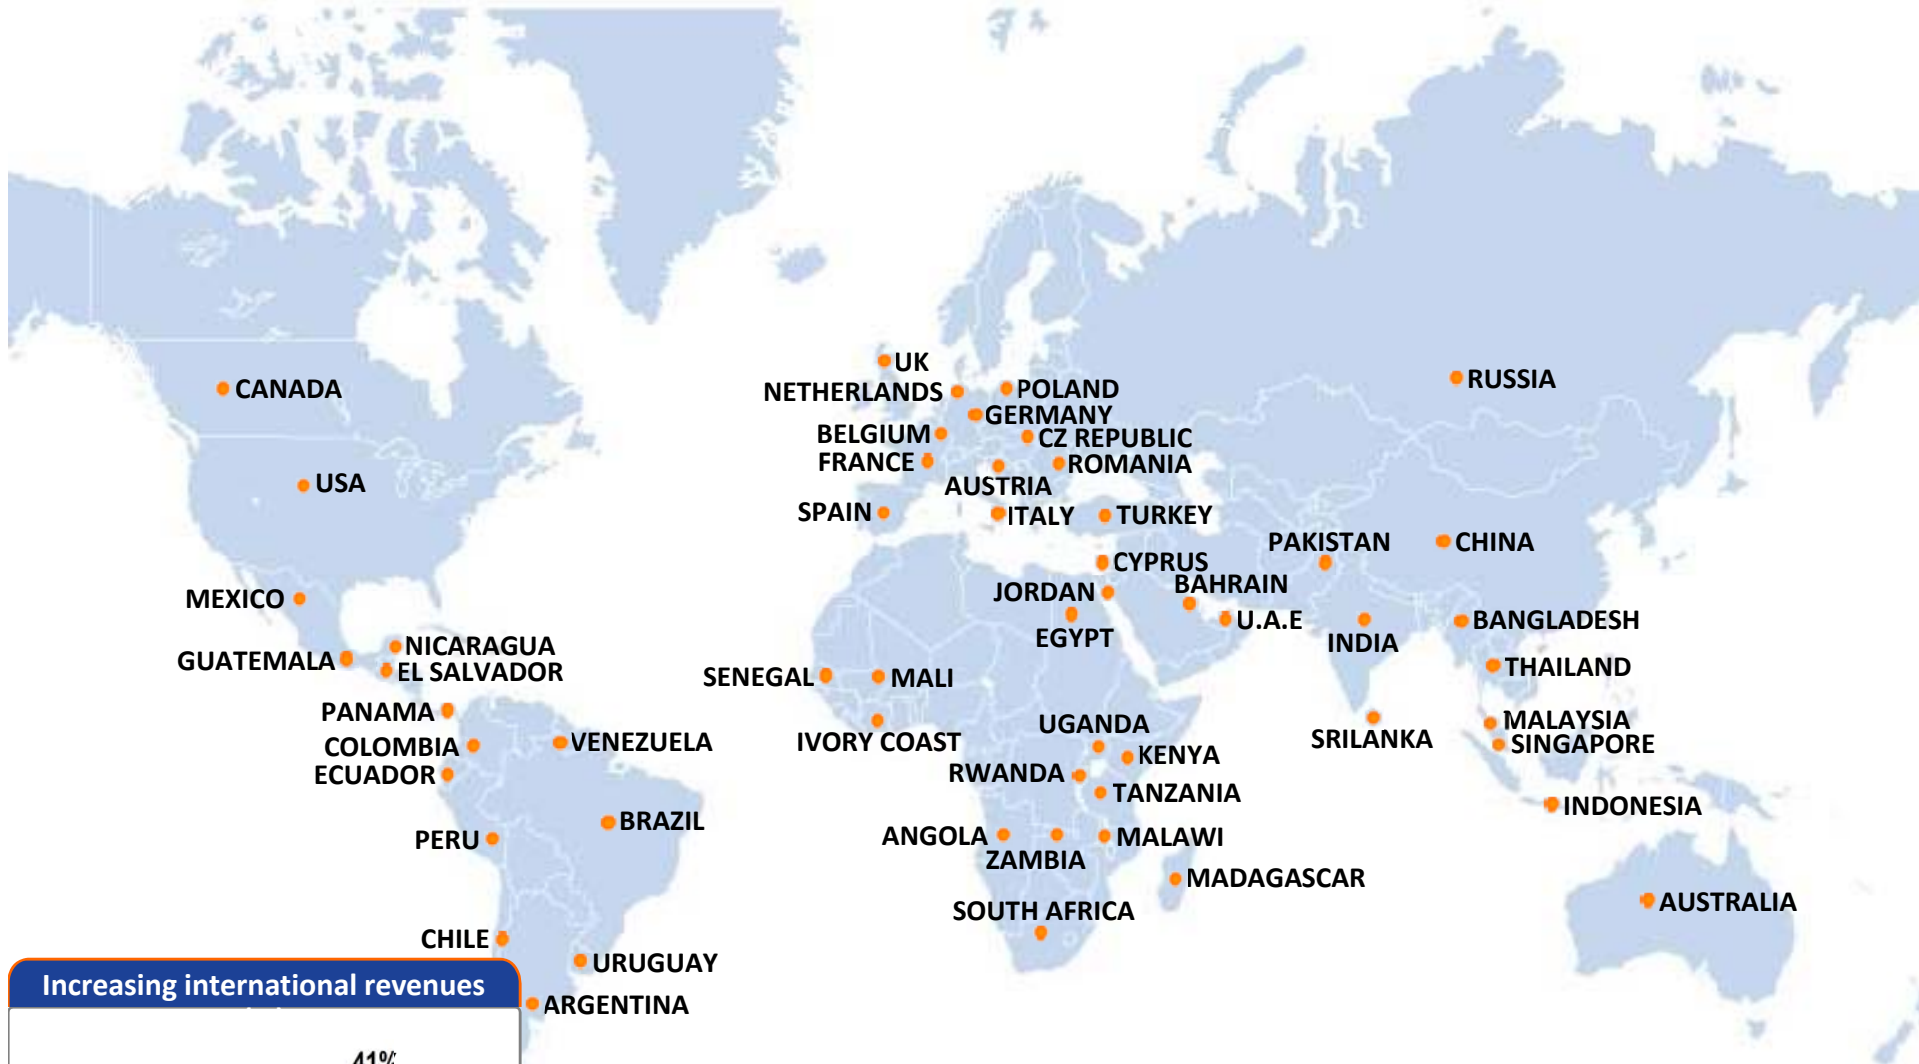 UK
NETHERLANDS
POLAND
RUSSIA
CANADA
GERMANY
BELGIUM
CZ REPUBLIC
FRANCE
ROMANIA
USA
AUSTRIA
SPAIN
ITALY
TURKEY
PAKISTAN
CHINA
CYPRUS
BAHRAIN
JORDAN
MEXICO
U.A.E
BANGLADESH
EGYPT
INDIA
NICARAGUA
GUATEMALA
EL SALVADOR
THAILAND
SENEGAL
MALI
PANAMA
UGANDA
MALAYSIA
COLOMBIA
VENEZUELA
IVORY COAST
SRILANKA
SINGAPORE
KENYA
ECUADOR
RWANDA
TANZANIA
INDONESIA
BRAZIL
PERU
ANGOLA
MALAWI
ZAMBIA
MADAGASCAR
AUSTRALIA
SOUTH AFRICA
CHILE
URUGUAY
Increasing international revenues
ARGENTINA
41%